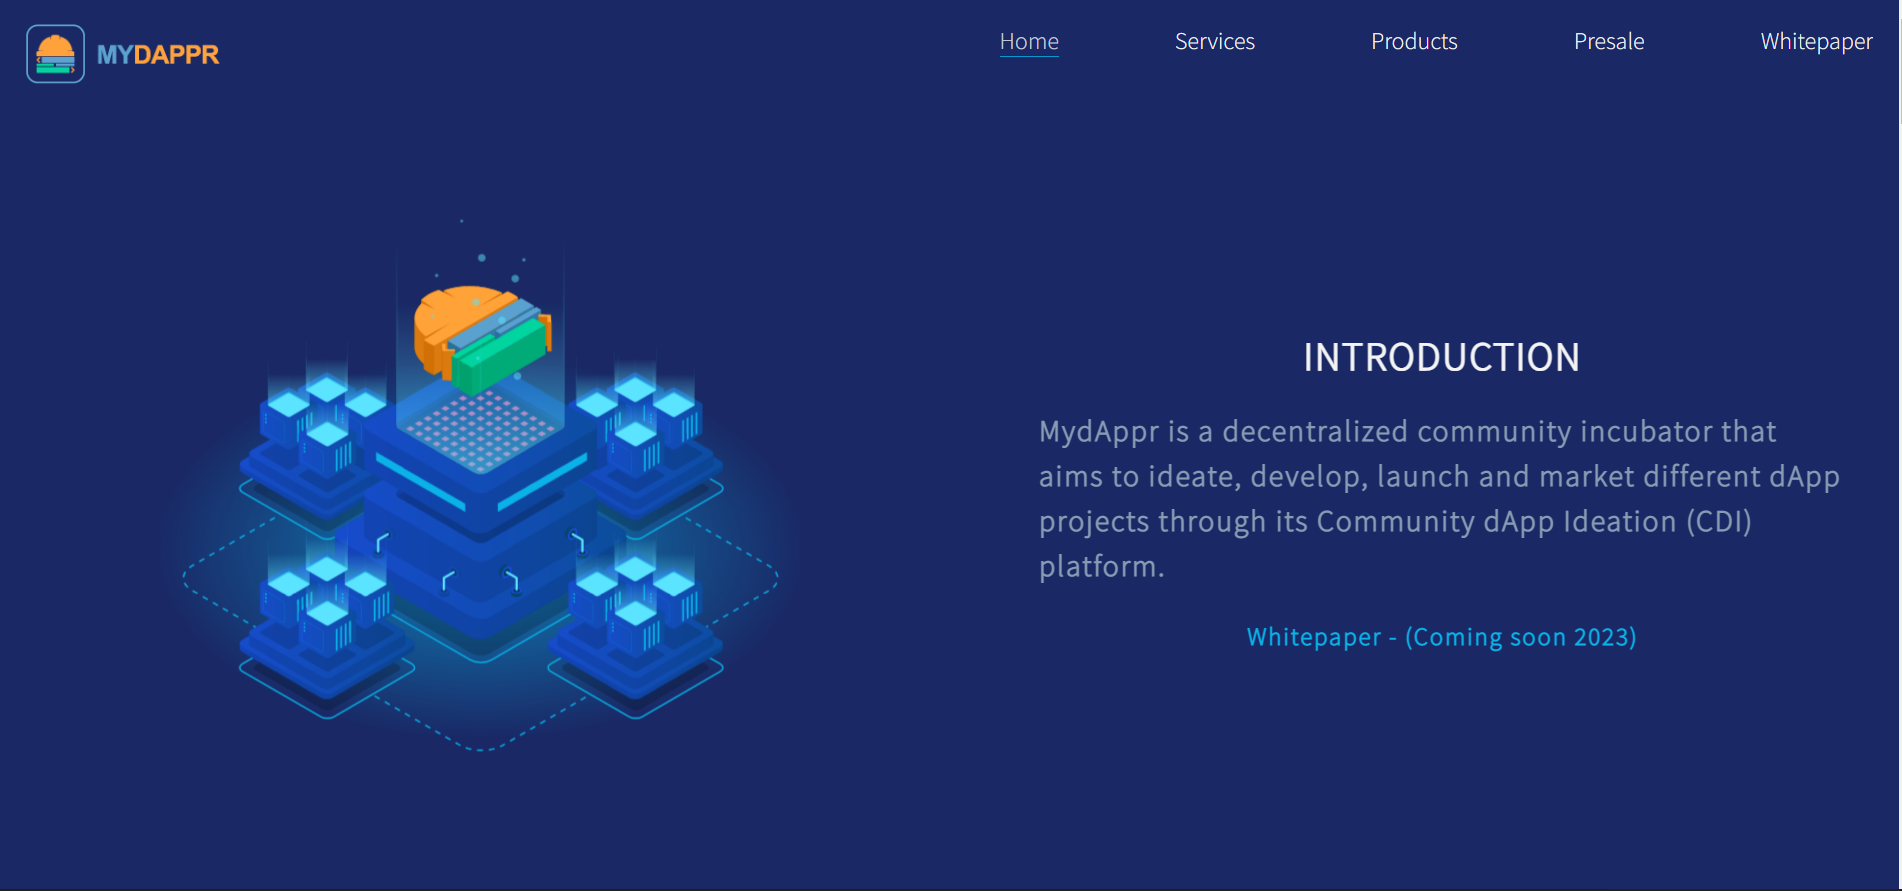 MYDAPPR
Home
Services
Products
Presale
Whitepaper
INTRODUCTION
MydAppr is a decentralized community incubator that
aims to ideate, develop, launch and market different dApp
projects through its Community dApp Ideation (CDI)
platform.
Whitepaper - (Coming soon 2023)